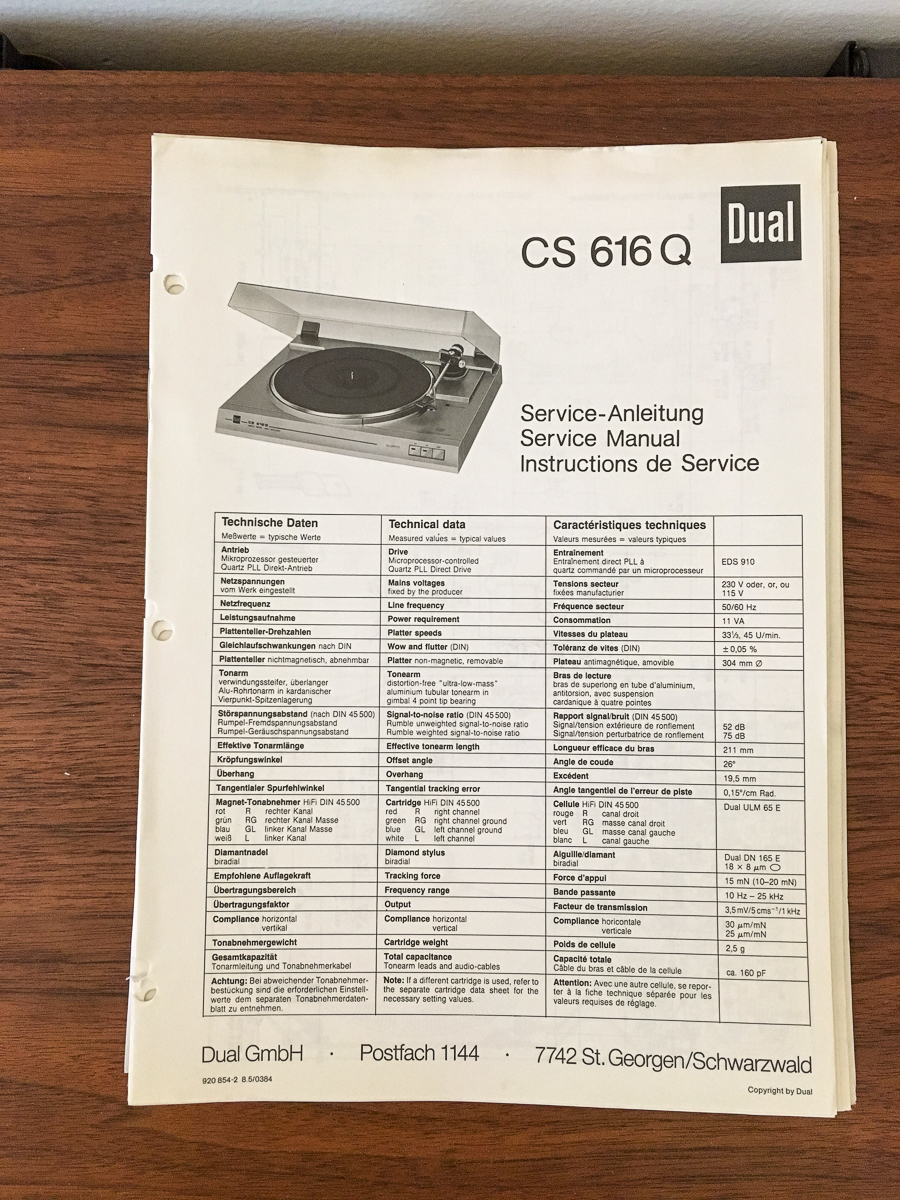 Dual
CS 616 Q
Service-Anleitung
Service Manual
Instructions de Service
Technische Daten
Meßwerte = typische Werte
Technical data
Measured values = typical values
Caractéristiques techniques
Valeurs mesurées = valeurs typiques
Antrieb
Mikroprozessor gesteuerter
Quartz PLL Direkt-Antrieb
Drive
Microprocessor-controlled
Quartz PLL Direct Drive
Entraînement
Entraînement direct PLL à
quartz commandé par un microprocesseur
EDS 910
Netzspannungen
vom Werk eingestellt
Mains voltages
fixed by the producer
Tensions secteur
fixées manufacturier
230 V oder, or, ou
115 V
Netzfrequenz
Line frequency
Fréquence secteur
50/60 Hz
Leistungsaufnahme
Power requirement
Consommation
11 VA
Plattenteller-Drehzahlen
Platter speeds
Vitesses du plateau
33⅓, 45 U/min.
Gleichlaufschwankungen nach DIN
Wow and flutter (DIN)
Toléranz de vites (DIN)
± 0,05 %
Plattenteller nichtmagnetisch, abnehmbar
Platter non-magnetic, removable
Plateau antimagnétique, amovible
304 mm Ø
Tonarm
verwindungssteifer, überlanger
Alu-Rohrtonarm in kardanischer
Vierpunkt-Spitzenlagerung
Tonearm
distortion-free "ultra-low-mass"
aluminium tubular tonearm in
gimbal 4 point tip bearing
Bras de lecture
bras de superlong en tube d'aluminium,
antitorsion, avec suspension
cardanique à quatre pointes
Störspannungsabstand (nach DIN 45 500)
Rumpel-Fremdspannungsabstand
Rumpel-Geräuschspannungsabstand
Signal-to-noise ratio (DIN 45 500)
Rumble unweighted signal-to-noise ratio
Rumble weighted signal-to-noise ratio
Rapport signal/bruit (DIN 45 500)
Signal/tension extérieure de ronflement
Signal/tension perturbatrice de ronflement
52 dB
75 dB
Effektive Tonarmlänge
Effective tonearm length
Longueur efficace du bras
211 mm
Kröpfungswinkel
Offset angle
Angle de coude
26°
Überhang
Overhang
Excédent
19,5 mm
Tangentialer Spurfehlwinkel
Tangential tracking error
Angle tangentiel de l'erreur de piste
0,15°/cm Rad.
Magnet-Tonabnehmer HiFi DIN 45 500
rot R rechter Kanal
grün RG rechter Kanal Masse
blau GL linker Kanal Masse
weiß L linker Kanal
Cartridge HiFi DIN 45 500
red R right channel
green RG right channel ground
blue GL left channel ground
white L left channel
Cellule HiFi DIN 45 500
rouge R canal droit
vert RG masse canal droit
bleu GL masse canal gauche
blanc L canal gauche
Dual ULM 65 E
Diamantnadel
biradial
Diamond stylus
biradial
Aiguille/diamant
biradial
Dual DN 165 E
18 × 8 µm
Empfohlene Auflagekraft
Tracking force
Force d'appui
15 mN (10–20 mN)
Übertragungsbereich
Frequency range
Bande passante
10 Hz – 25 kHz
Übertragungsfaktor
Output
Facteur de transmission
3,5 mV/5 cms⁻¹/1 kHz
Compliance horizontal
vertikal
Compliance horizontal
vertical
Compliance horicontale
verticale
30 µm/mN
25 µm/mN
Tonabnehmergewicht
Cartridge weight
Poids de cellule
2,5 g
Gesamtkapazität
Tonarmleitung und Tonabnehmerkabel
Total capacitance
Tonearm leads and audio-cables
Capacité totale
Câble du bras et câble de la cellule
ca. 160 pF
Achtung: Bei abweichender Tonabnehmer-
bestückung sind die erforderlichen Einstell-
werte dem separaten Tonabnehmerdaten-
blatt zu entnehmen.
Note: If a different cartridge is used, refer to
the separate cartridge data sheet for the
necessary setting values.
Attention: Avec une autre cellule, se repor-
ter à la fiche technique séparée pour les
valeurs requises de réglage.
Dual GmbH · Postfach 1144 · 7742 St. Georgen/Schwarzwald
920 854-2 8.5/0384
Copyright by Dual